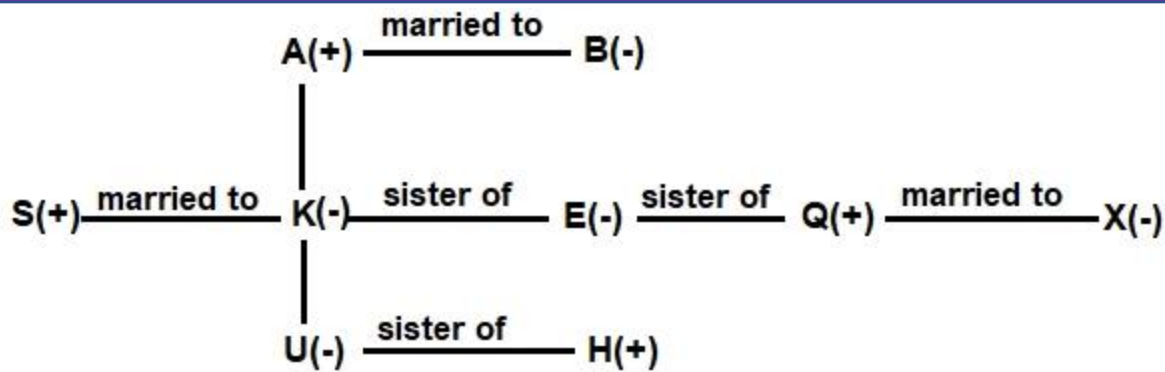 married to
A(+) B(-)
married to sister of sister of married to
S(+) K(-) E(-) Q(+) X(-)
sister of
U(-) H(+)